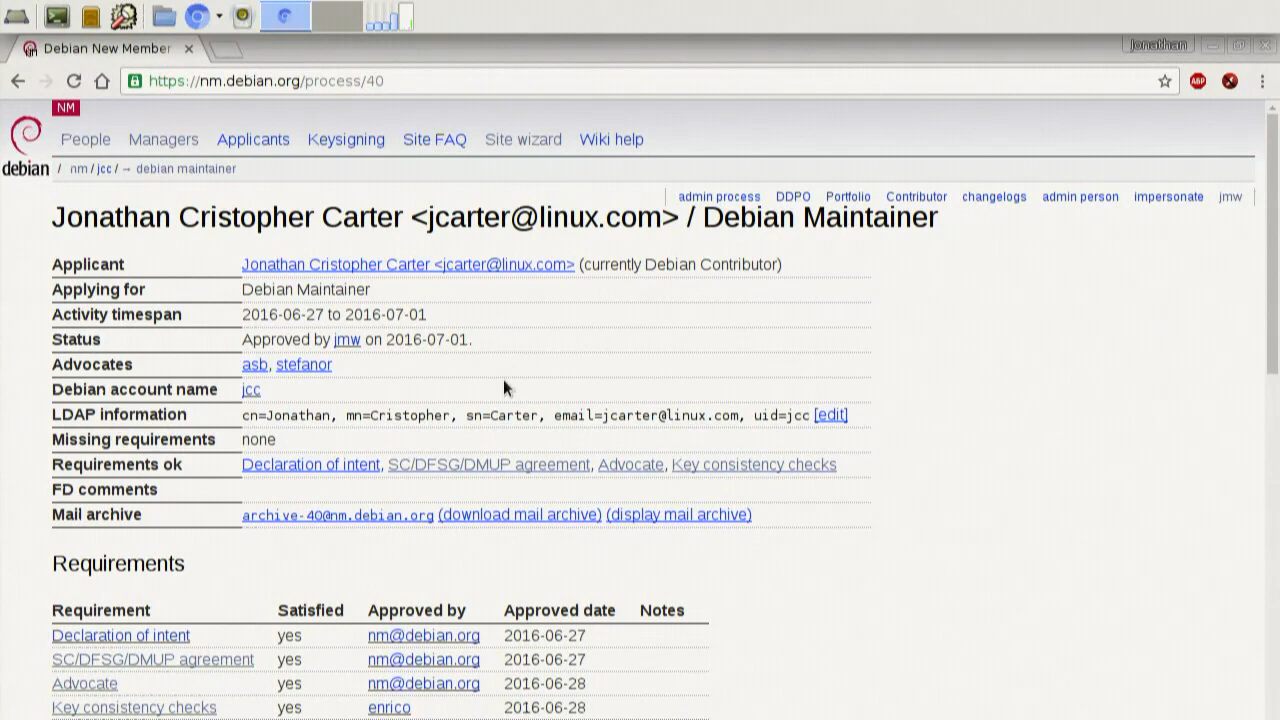 Debian New Member
jonathan
https://nm.debian.org/process/40
ABP
NM
People Managers Applicants Keysigning Site FAQ Site wizard Wiki help
debian / nm / jcc / → debian maintainer
admin process DDPO Portfolio Contributor changelogs admin person impersonate jmw
Jonathan Cristopher Carter <jcarter@linux.com> / Debian Maintainer
Applicant Jonathan Cristopher Carter <jcarter@linux.com> (currently Debian Contributor)
Applying for Debian Maintainer
Activity timespan 2016-06-27 to 2016-07-01
Status Approved by jmw on 2016-07-01.
Advocates asb, stefanor
Debian account name jcc
LDAP information cn=Jonathan, mn=Cristopher, sn=Carter, email=jcarter@linux.com, uid=jcc [edit]
Missing requirements none
Requirements ok Declaration of intent, SC/DFSG/DMUP agreement, Advocate, Key consistency checks
FD comments
Mail archive archive-40@nm.debian.org (download mail archive) (display mail archive)
Requirements
Requirement Satisfied Approved by Approved date Notes
Declaration of intent yes nm@debian.org 2016-06-27
SC/DFSG/DMUP agreement yes nm@debian.org 2016-06-27
Advocate yes nm@debian.org 2016-06-28
Key consistency checks yes enrico 2016-06-28